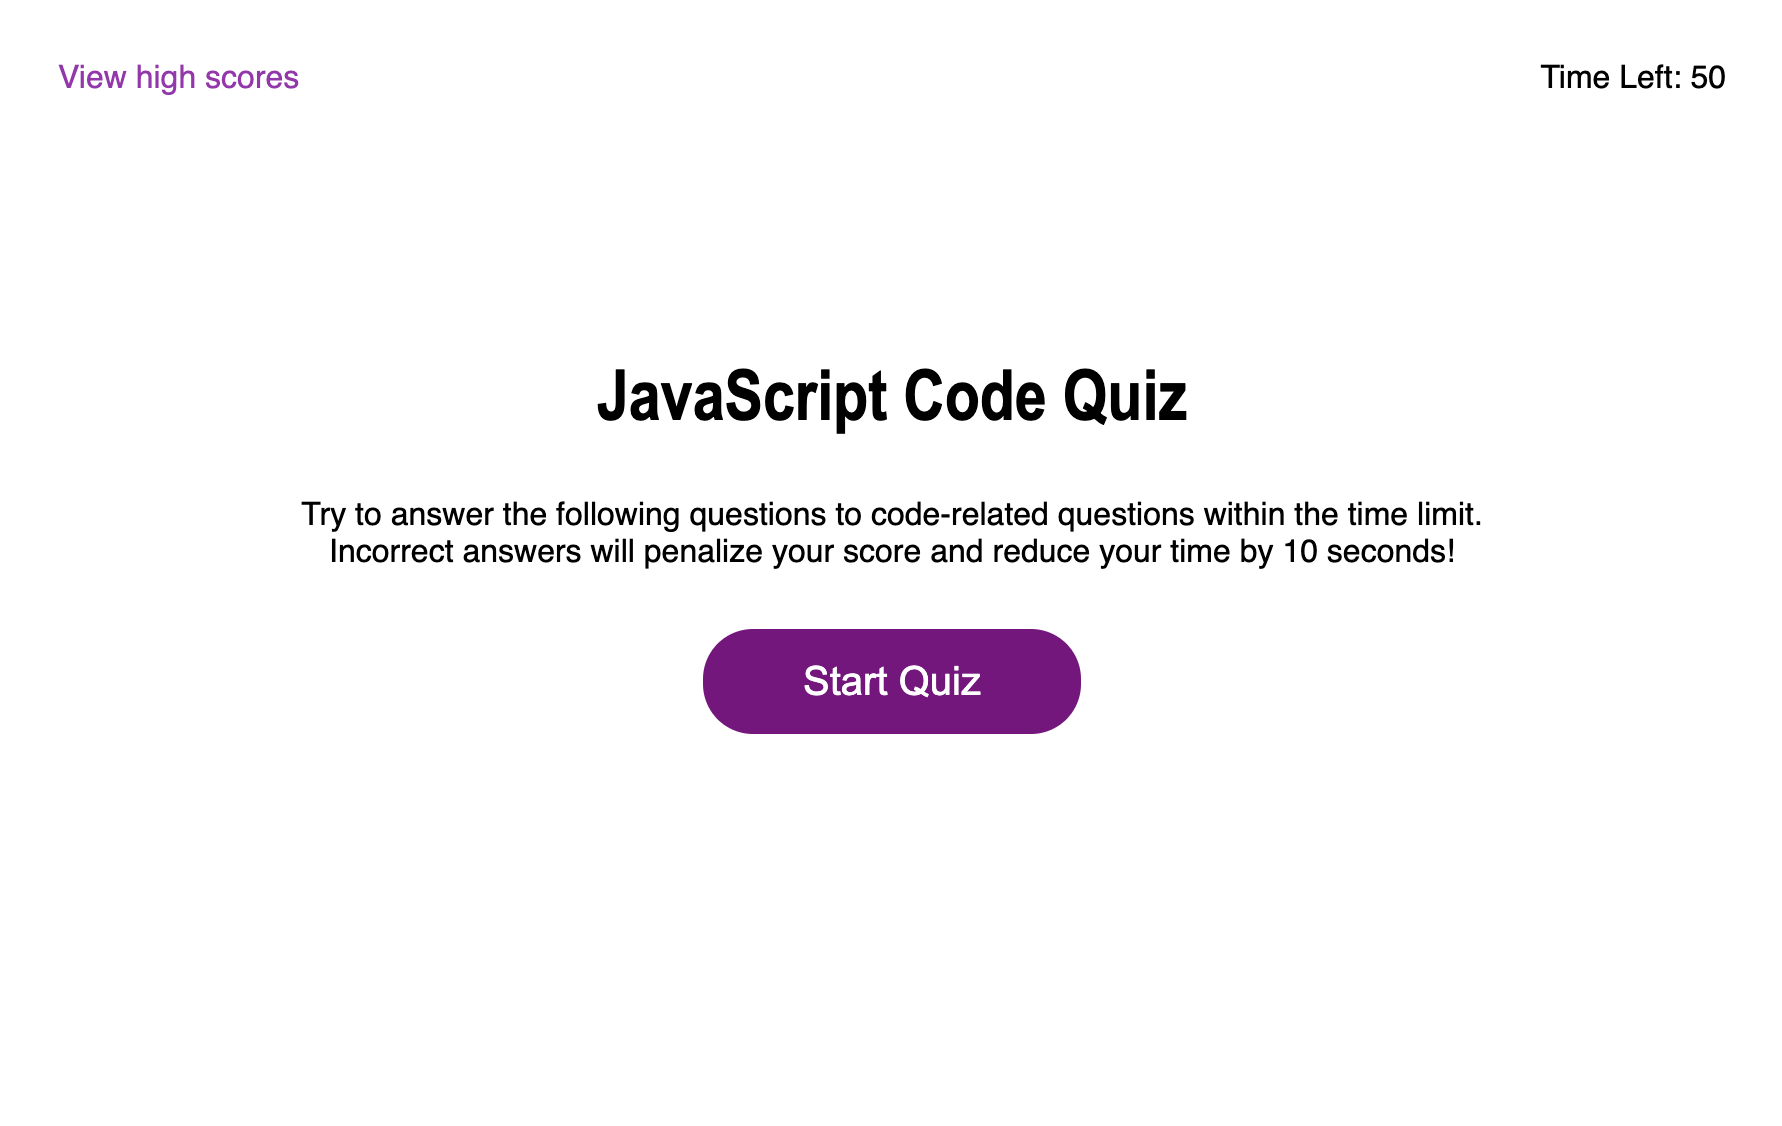 View high scores
Time Left: 50
JavaScript Code Quiz
Try to answer the following questions to code-related questions within the time limit.
Incorrect answers will penalize your score and reduce your time by 10 seconds!
Start Quiz